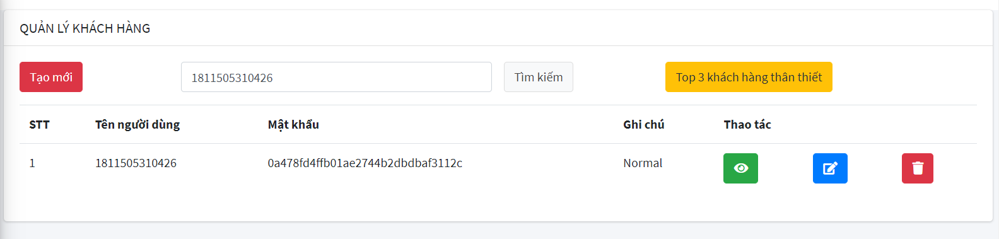 QUẢN LÝ KHÁCH HÀNG
Tạo mới 1811505310426 Tìm kiếm Top 3 khách hàng thân thiết
STT Tên người dùng Mật khẩu Ghi chú Thao tác
1 1811505310426 0a478fd4ffb01ae2744b2dbdbaf3112c Normal